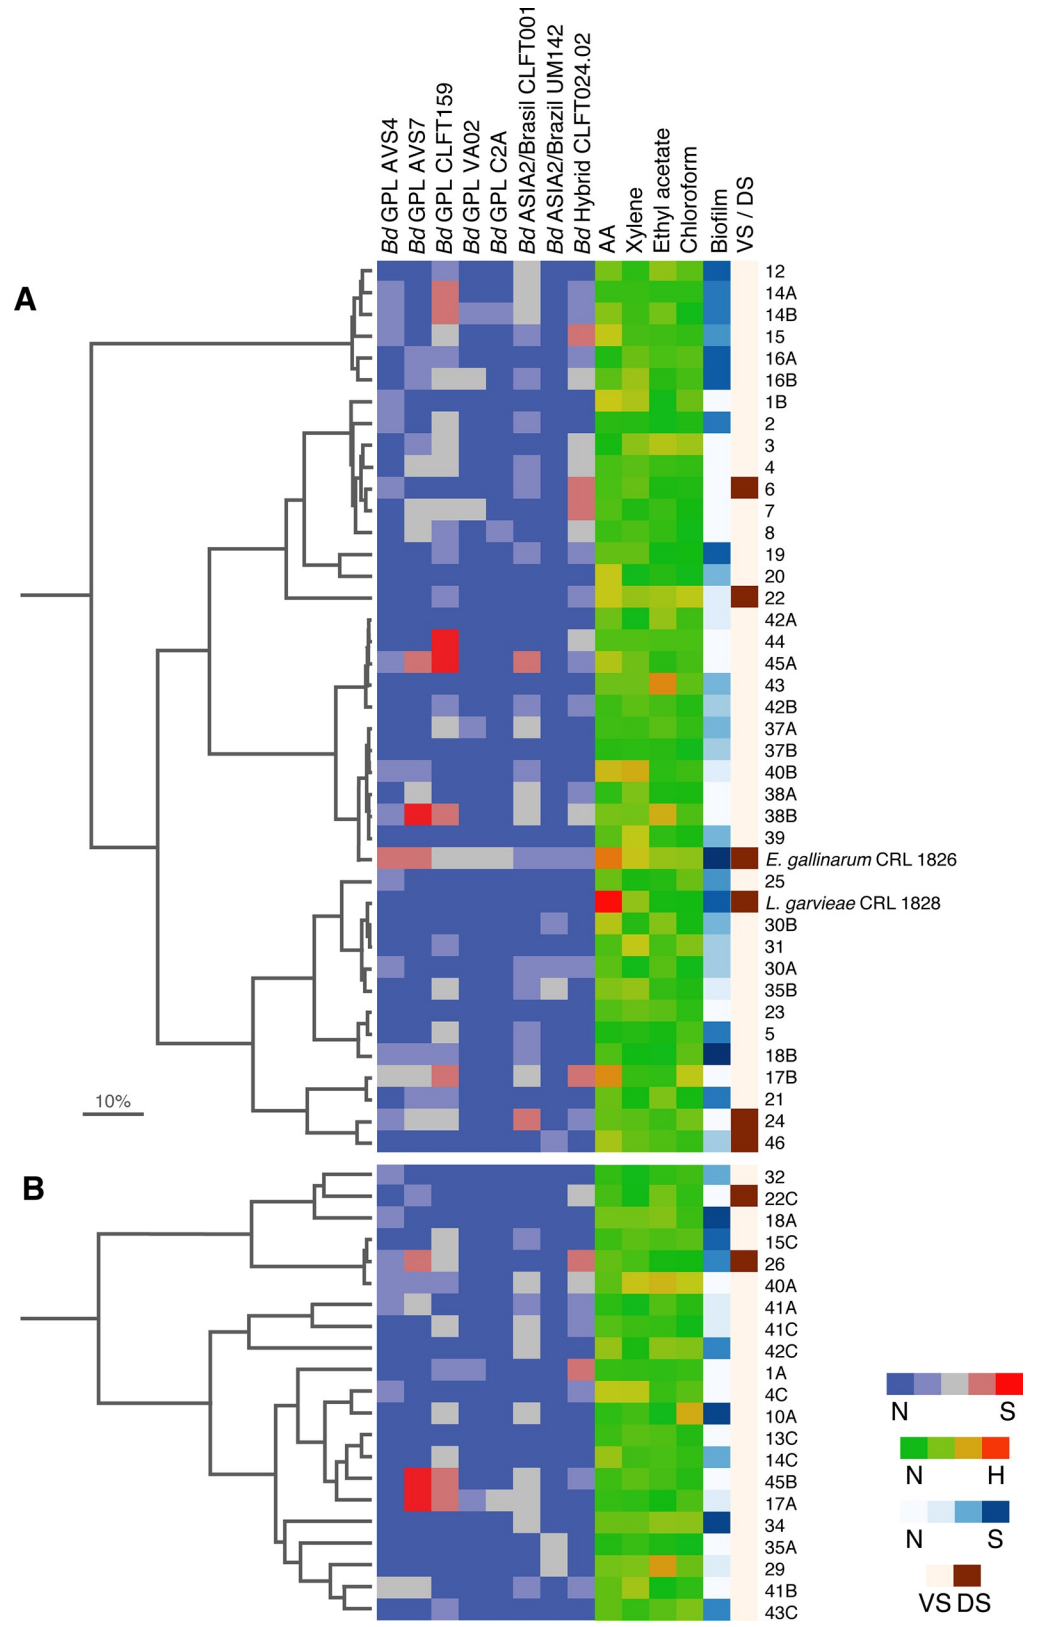 Bd GPL AVS4
Bd GPL AVS7
Bd GPL CLFT159
Bd GPL VA02
Bd GPL C2A
Bd ASIA2/Brasil CLFT001
Bd ASIA2/Brazil UM142
Bd Hybrid CLFT024.02
AA
Xylene
Ethyl acetate
Chloroform
Biofilm
VS / DS
A
12
14A
14B
15
16A
16B
1B
2
3
4
6
7
8
19
20
22
42A
44
45A
43
42B
37A
37B
40B
38A
38B
39
E. gallinarum CRL 1826
25
L. garvieae CRL 1828
30B
31
30A
35B
23
5
18B
17B
21
24
46
10%
B
32
22C
18A
15C
26
40A
41A
41C
42C
1A
4C
10A
13C
14C
45B
17A
34
35A
29
41B
43C
N S
N H
N S
VS DS